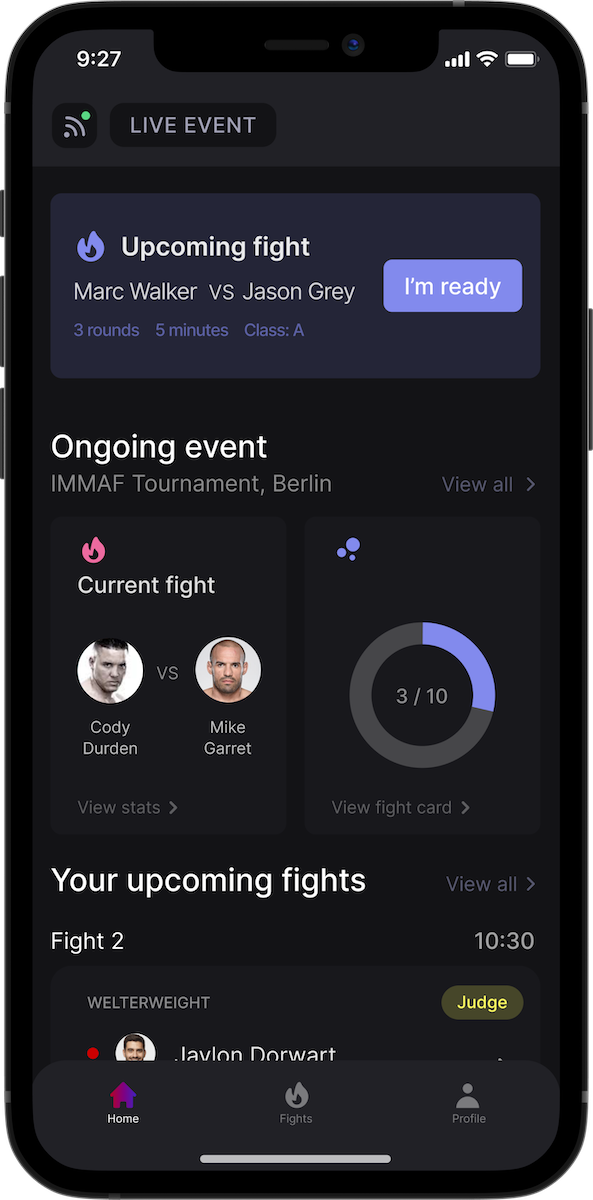 9:27
LIVE EVENT
Upcoming fight
Marc Walker VS Jason Grey
I'm ready
3 rounds 5 minutes Class: A
Ongoing event
IMMAF Tournament, Berlin
View all
Current fight
VS
3 / 10
Cody
Durden
Mike
Garret
View stats
View fight card
Your upcoming fights
View all
Fight 2
10:30
WELTERWEIGHT
Judge
Jaylon Dorwart
Home
Fights
Profile